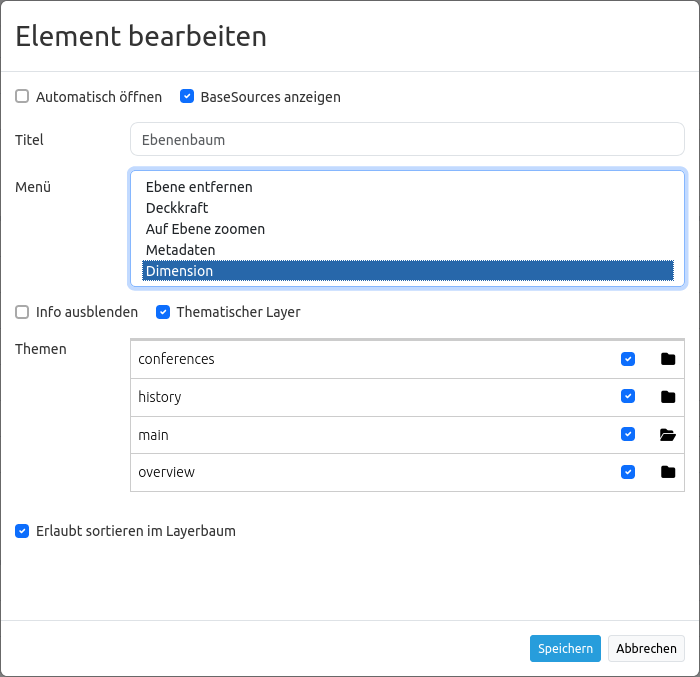 Element bearbeiten
Automatisch öffnen BaseSources anzeigen
Titel Ebenenbaum
Menü Ebene entfernen
Deckkraft
Auf Ebene zoomen
Metadaten
Dimension
Info ausblenden Thematischer Layer
Themen conferences
history
main
overview
Erlaubt sortieren im Layerbaum
Speichern Abbrechen